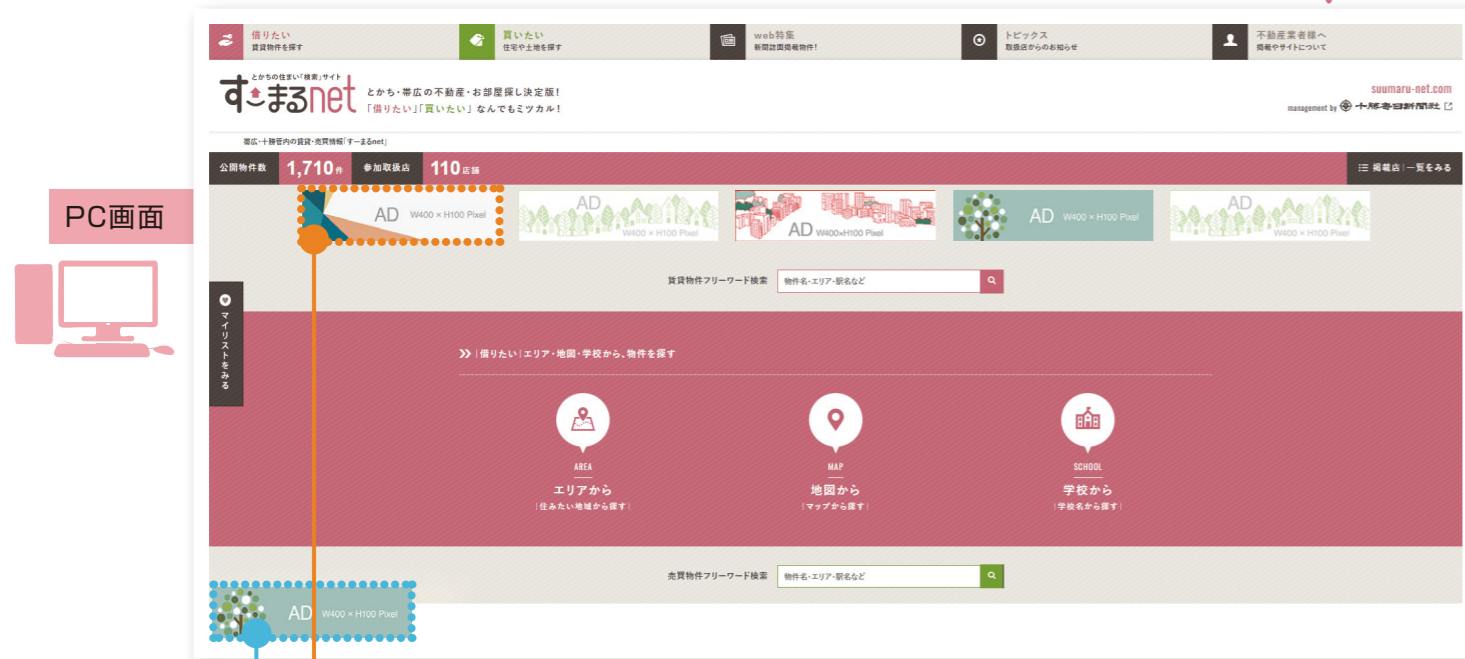 借りたい
賃貸物件を探す
買いたい
住宅や土地を探す
web特集
新聞誌面掲載物件!
トピックス
取扱店からのお知らせ
不動産業者様へ
掲載やサイトについて
とかちの住まい「検索」サイト
すーまるnet
とかち・帯広の不動産・お部屋探し決定版!
「借りたい」「買いたい」なんでもミツカル!
suumaru-net.com
management by 十勝毎日新聞社
帯広・十勝管内の賃貸・売買情報「すーまるnet」
公開物件数 1,710件 参加取扱店 110店舗
掲載店|一覧をみる
PC画面
AD W400 × H100 Pixel
AD W400 × H100 Pixel
AD W400×H100 Pixel
AD W400 × H100 Pixel
AD W400 × H100 Pixel
賃貸物件フリーワード検索 物件名・エリア・駅名など
マイリストをみる
|借りたい|エリア・地図・学校から、物件を探す
AREA
エリアから
|住みたい地域から探す|
MAP
地図から
|マップから探す|
SCHOOL
学校から
|学校名から探す|
売買物件フリーワード検索 物件名・エリア・駅名など
AD W400 × H100 Pixel